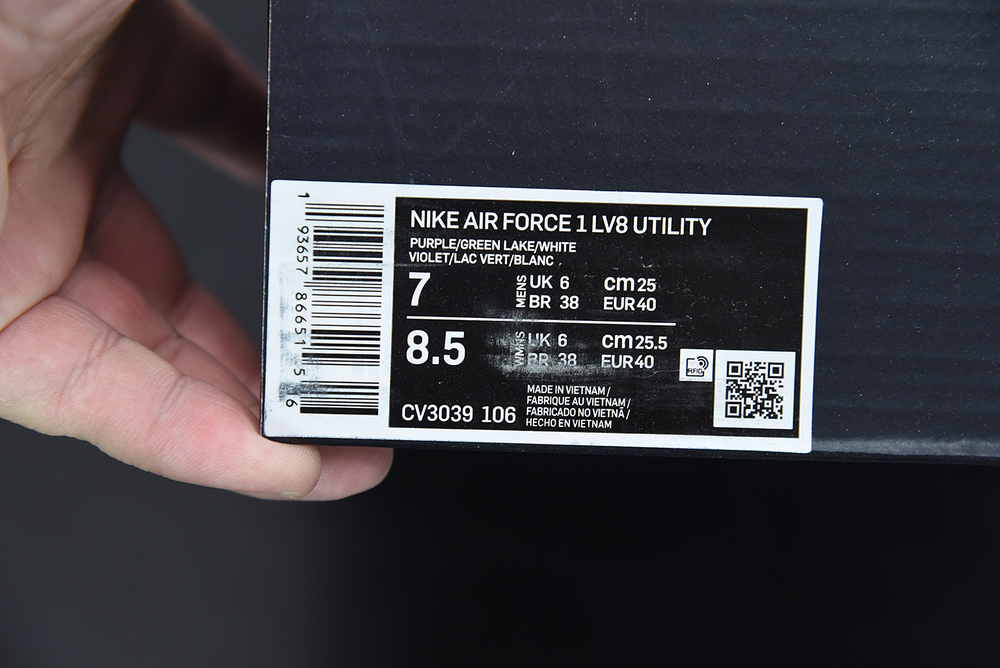 1 93657 86651 5 6
NIKE AIR FORCE 1 LV8 UTILITY
PURPLE/GREEN LAKE/WHITE
VIOLET/LAC VERT/BLANC
7 MENS UK 6 cm 25
BR 38 EUR 40
8.5 WMNS UK 6 cm 25.5
BR 38 EUR 40
RFID
CV3039 106
MADE IN VIETNAM /
FABRIQUE AU VIETNAM /
FABRICADO NO VIETNÃ /
HECHO EN VIETNAM